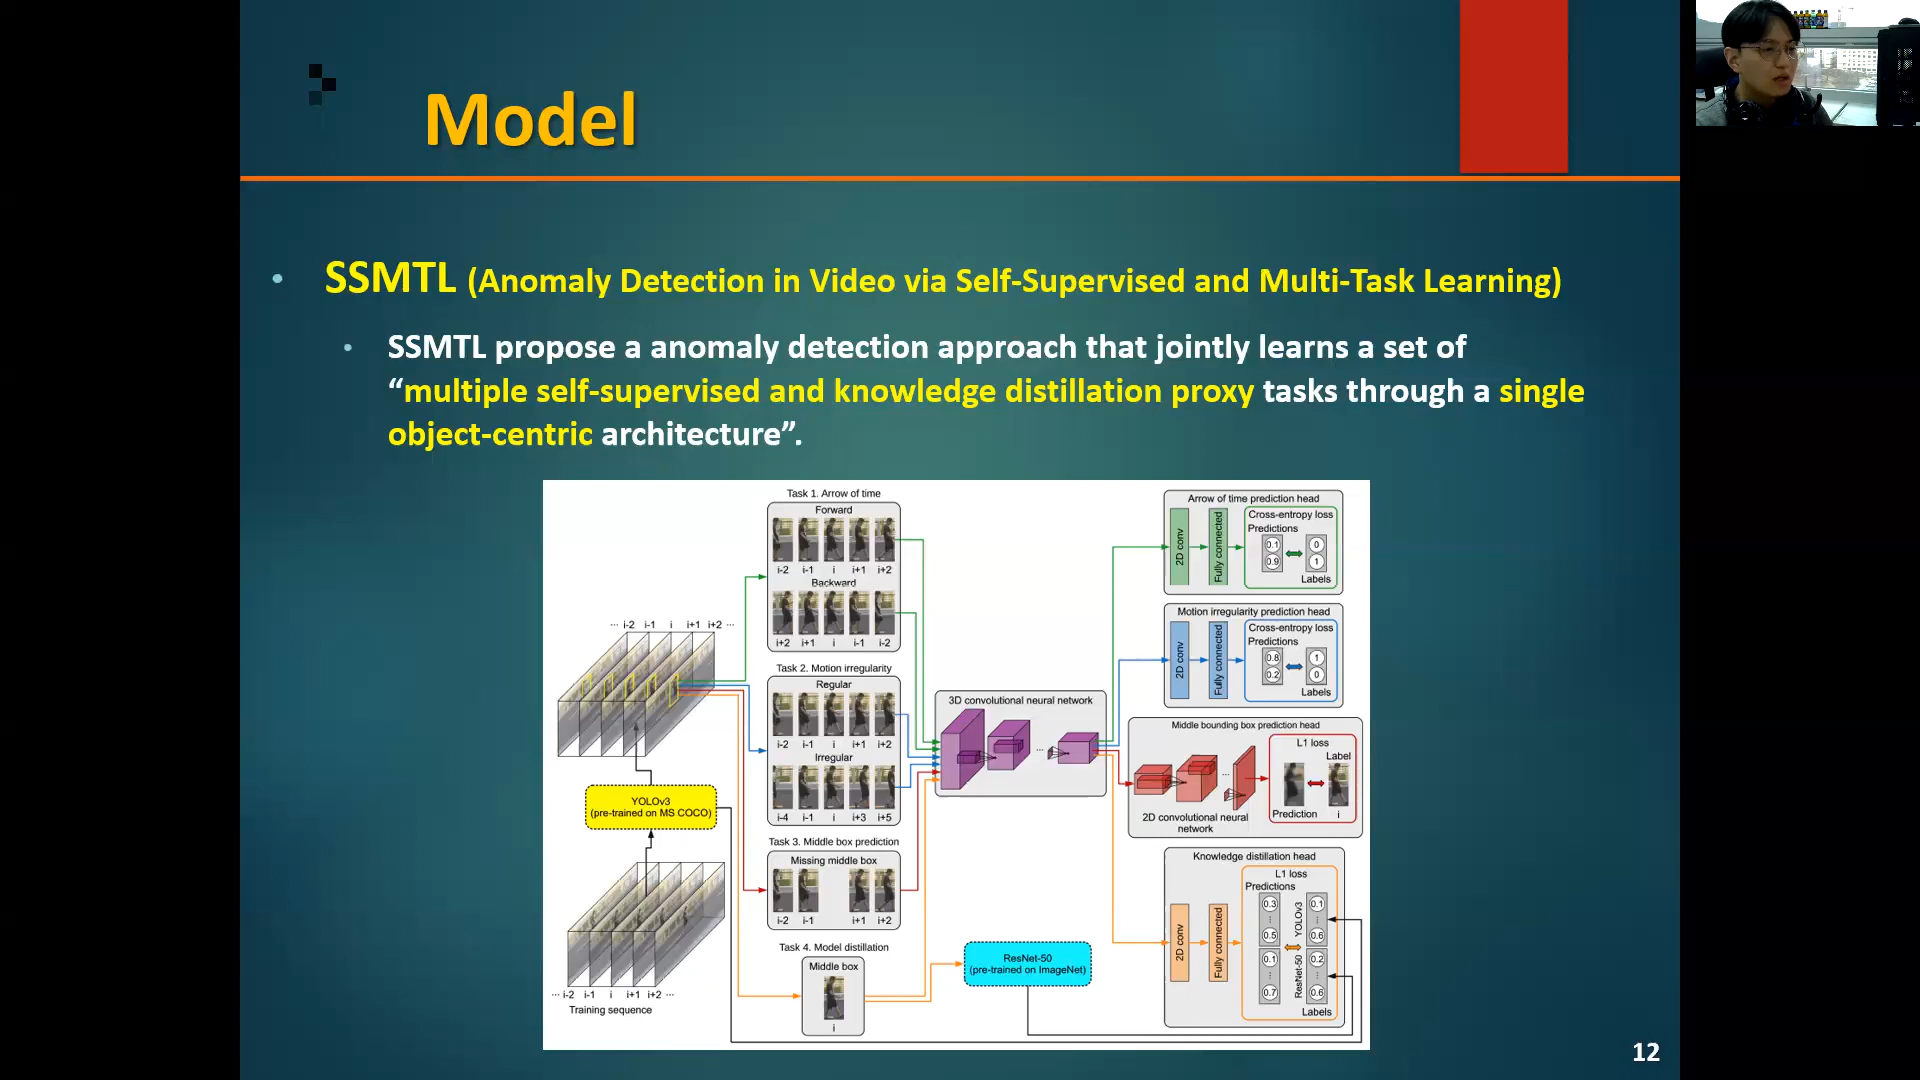 Model
SSMTL (Anomaly Detection in Video via Self-Supervised and Multi-Task Learning)
SSMTL propose a anomaly detection approach that jointly learns a set of
“multiple self-supervised and knowledge distillation proxy tasks through a single
object-centric architecture”.
··· i-2 i-1 i i+1 i+2 ···
YOLOv3
(pre-trained on MS COCO)
··· i-2 i-1 i i+1 i+2 ···
Training sequence
Task 1. Arrow of time
Forward
i-2 i-1 i i+1 i+2
Backward
i+2 i+1 i i-1 i-2
Task 2. Motion irregularity
Regular
i-2 i-1 i i+1 i+2
Irregular
i-4 i-1 i i+3 i+5
Task 3. Middle box prediction
Missing middle box
i-2 i-1 i+1 i+2
Task 4. Model distillation
Middle box
i
3D convolutional neural network
...
ResNet-50
(pre-trained on ImageNet)
Arrow of time prediction head
2D conv
Fully connected
Cross-entropy loss
Predictions
0.1 0
0.9 1
Labels
Motion irregularity prediction head
2D conv
Fully connected
Cross-entropy loss
Predictions
0.8 1
0.2 0
Labels
Middle bounding box prediction head
2D convolutional neural
network
...
L1 loss
Label
Prediction i
Knowledge distillation head
2D conv
Fully connected
L1 loss
Predictions
0.3 0.1
0.5 0.6
YOLOv3
0.1 0.2
0.7 0.6
ResNet-50
Labels
12